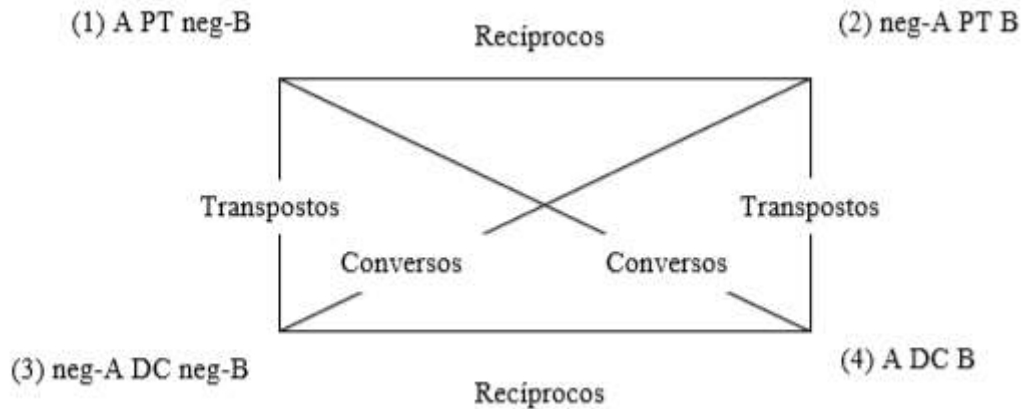 (1) A PT neg-B
Recíprocos
(2) neg-A PT B
Transpostos
Transpostos
Conversos
Conversos
(3) neg-A DC neg-B
Recíprocos
(4) A DC B